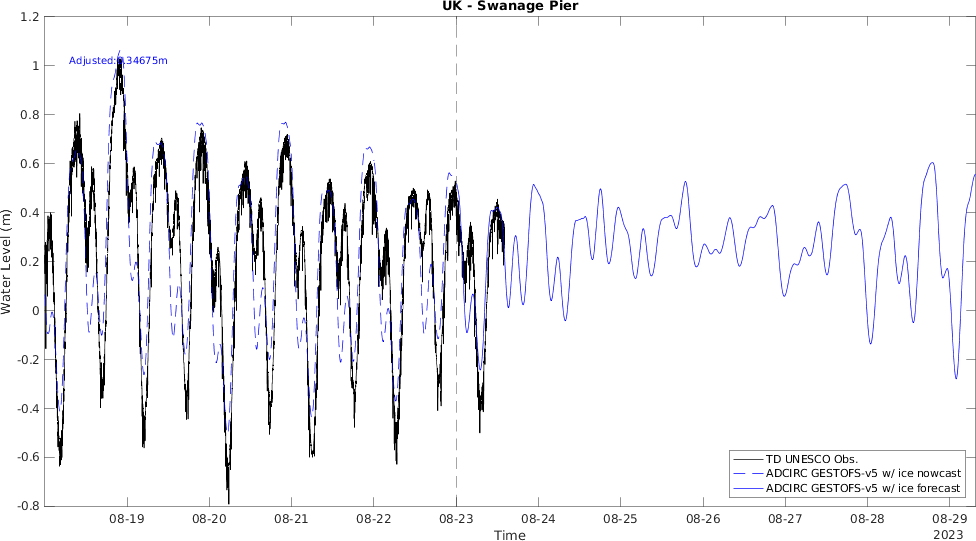 UK - Swanage Pier
1.2
1
0.8
0.6
0.4
0.2
0
-0.2
-0.4
-0.6
-0.8
Water Level (m)
Adjusted:0.34675m
TD UNESCO Obs.
ADCIRC GESTOFS-v5 w/ ice nowcast
ADCIRC GESTOFS-v5 w/ ice forecast
08-19 08-20 08-21 08-22 08-23 08-24 08-25 08-26 08-27 08-28 08-29
Time
2023